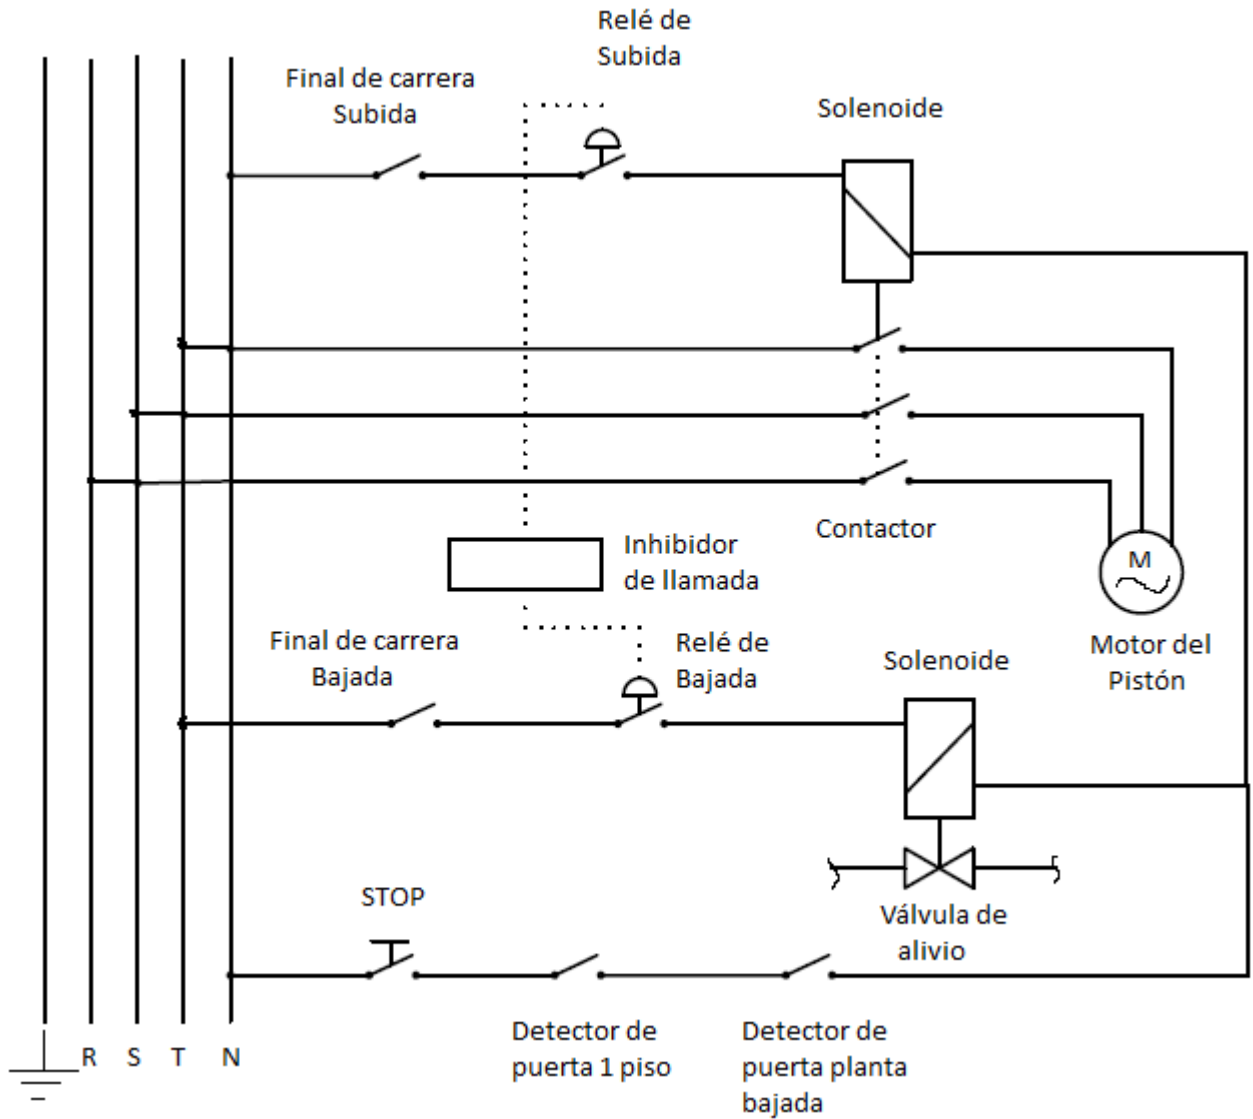 Relé de
Subida
Final de carrera
Subida
Solenoide
Contactor
Inhibidor
de llamada
M
Motor del
Pistón
Final de carrera
Bajada
Relé de
Bajada
Solenoide
Válvula de
alivio
STOP
Detector de
puerta 1 piso
Detector de
puerta planta
bajada
R S T N